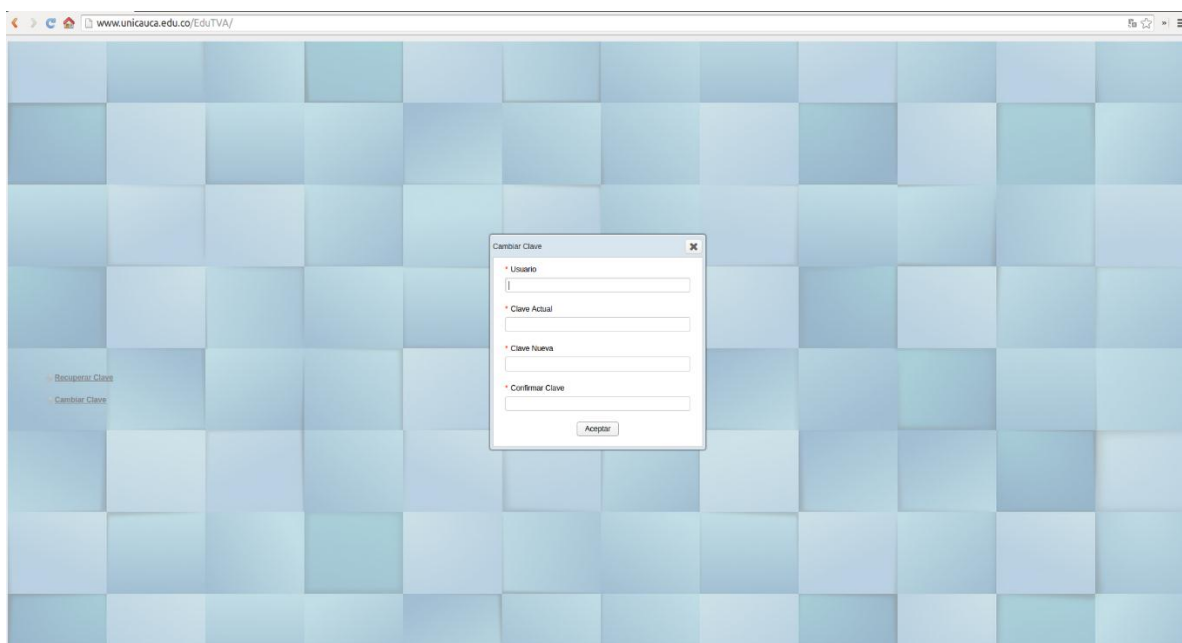 www.unicauca.edu.co/EduTVA/
Cambiar Clave
* Usuario
* Clave Actual
* Clave Nueva
* Confirmar Clave
Aceptar
Recuperar Clave
Cambiar Clave